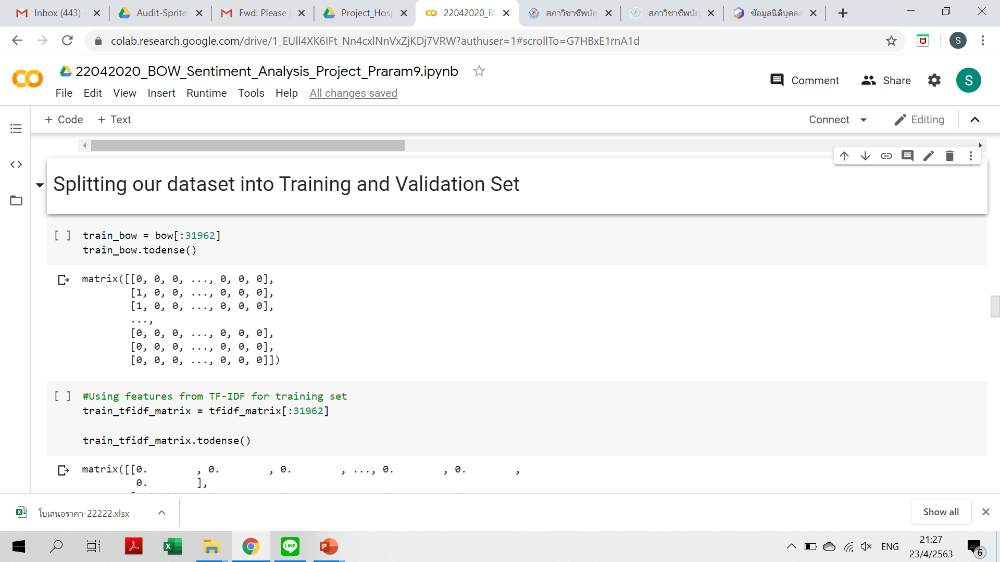 Inbox (443)
Audit-Sprite
Fwd: Please
Project_Hosp
22042020_B
สภาวิชาชีพบัญ
สภาวิชาชีพบัญ
ข้อมูลนิติบุคคล
colab.research.google.com/drive/1_EUll4XK6IFt_Nn4cxlNnVxZjKDj7VRW?authuser=1#scrollTo=G7HBxE1rnA1d
S
22042020_BOW_Sentiment_Analysis_Project_Praram9.ipynb
Comment
Share
S
File Edit View Insert Runtime Tools Help All changes saved
+ Code + Text
Connect
Editing
Splitting our dataset into Training and Validation Set
[ ] train_bow = bow[:31962]
train_bow.todense()
matrix([[0, 0, 0, ..., 0, 0, 0],
[1, 0, 0, ..., 0, 0, 0],
[1, 0, 0, ..., 0, 0, 0],
...,
[0, 0, 0, ..., 0, 0, 0],
[0, 0, 0, ..., 0, 0, 0],
[0, 0, 0, ..., 0, 0, 0]])
[ ] #Using features from TF-IDF for training set
train_tfidf_matrix = tfidf_matrix[:31962]
train_tfidf_matrix.todense()
matrix([[0. , 0. , 0. , ..., 0. , 0. ,
0. ],
ใบเสนอราคา-22222.xlsx
Show all
LINE
ENG
21:27
23/4/2563
6